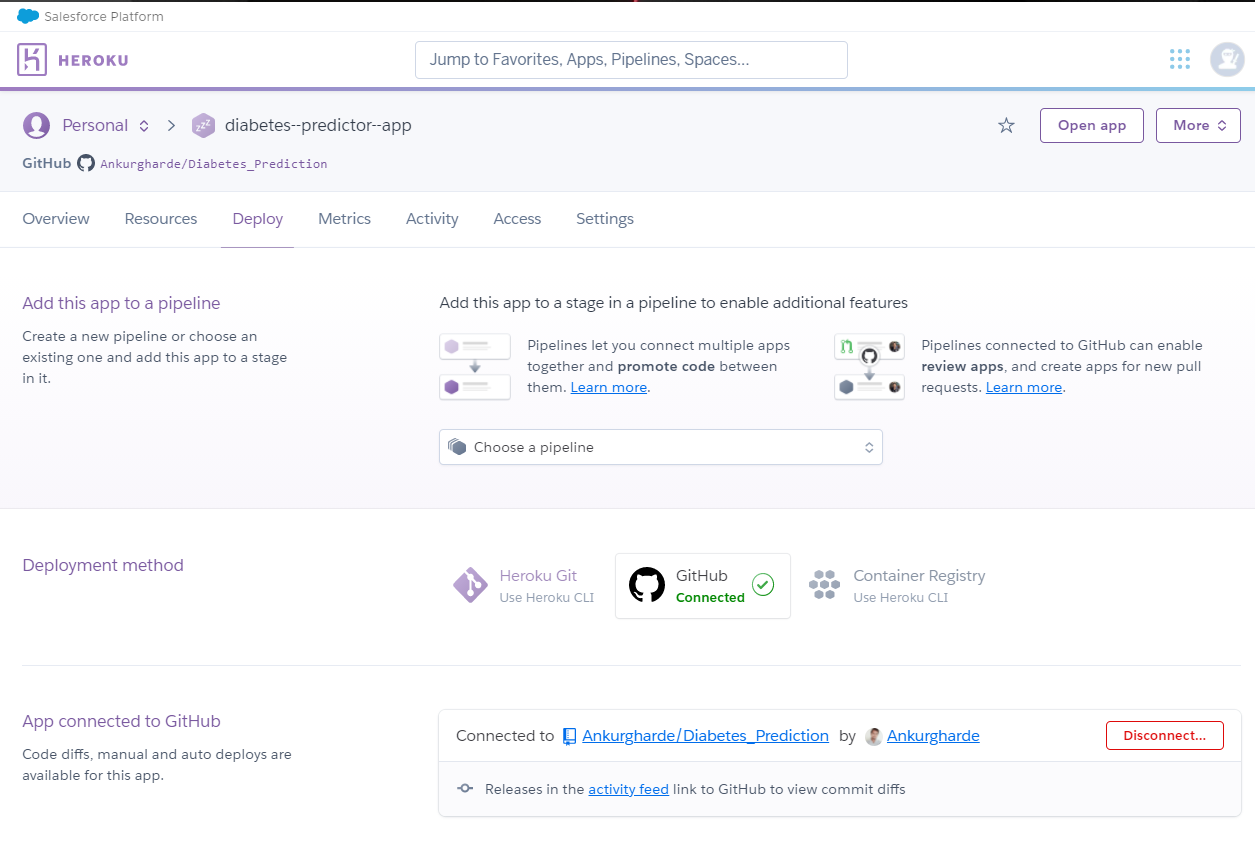 Salesforce Platform
HEROKU
Jump to Favorites, Apps, Pipelines, Spaces...
Personal
diabetes--predictor--app
Open app
More
GitHub Ankurgharde/Diabetes_Prediction
Overview Resources Deploy Metrics Activity Access Settings
Add this app to a pipeline
Create a new pipeline or choose an
existing one and add this app to a stage
in it.
Add this app to a stage in a pipeline to enable additional features
Pipelines let you connect multiple apps
together and promote code between
them. Learn more.
Pipelines connected to GitHub can enable
review apps, and create apps for new pull
requests. Learn more.
Choose a pipeline
Deployment method
Heroku Git
Use Heroku CLI
GitHub
Connected
Container Registry
Use Heroku CLI
App connected to GitHub
Code diffs, manual and auto deploys are
available for this app.
Connected to Ankurgharde/Diabetes_Prediction by Ankurgharde
Disconnect...
Releases in the activity feed link to GitHub to view commit diffs